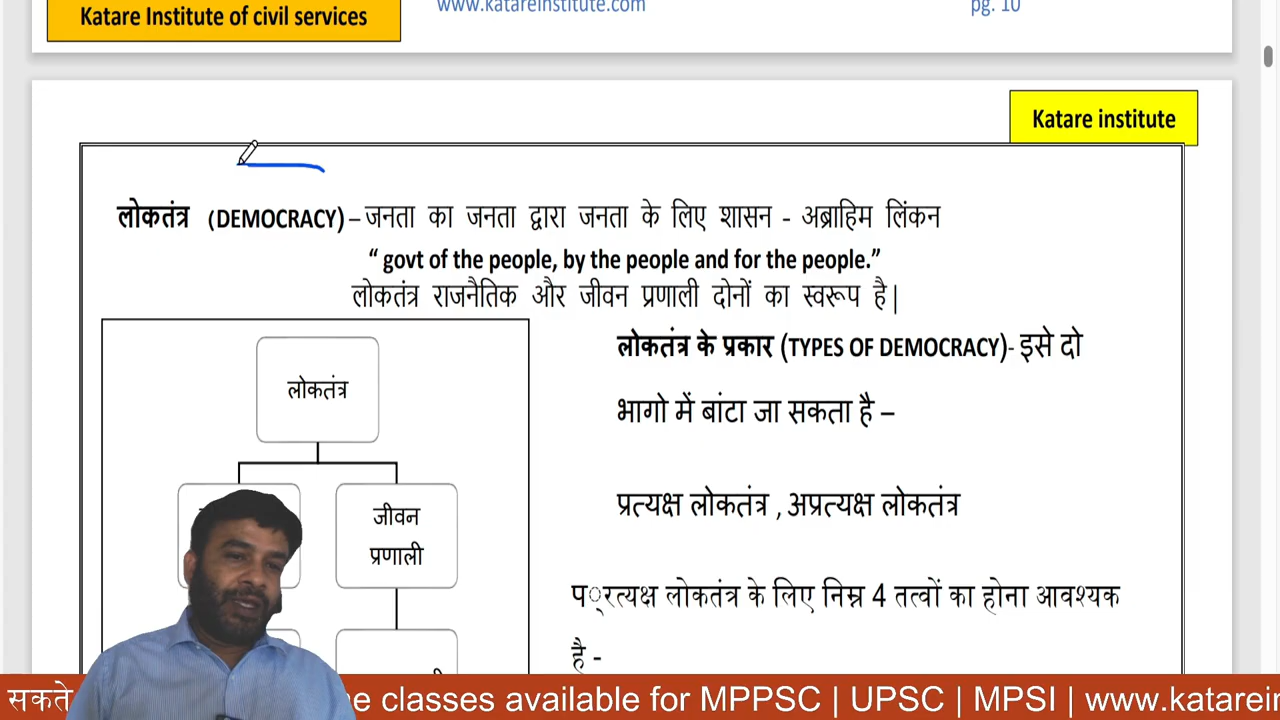 Katare Institute of civil services
www.katareinstitute.com
pg. 10
Katare institute
लोकतंत्र (DEMOCRACY) – जनता का जनता द्वारा जनता के लिए शासन - अब्राहिम लिंकन
“ govt of the people, by the people and for the people.”
लोकतंत्र राजनैतिक और जीवन प्रणाली दोनों का स्वरूप है|
लोकतंत्र
जीवन
प्रणाली
लोकतंत्र के प्रकार (TYPES OF DEMOCRACY)- इसे दो
भागो में बांटा जा सकता है –
प्रत्यक्ष लोकतंत्र , अप्रत्यक्ष लोकतंत्र
प्रत्यक्ष लोकतंत्र के लिए निम्न 4 तत्वों का होना आवश्यक
है -
सकते
classes available for MPPSC | UPSC | MPSI | www.katarein